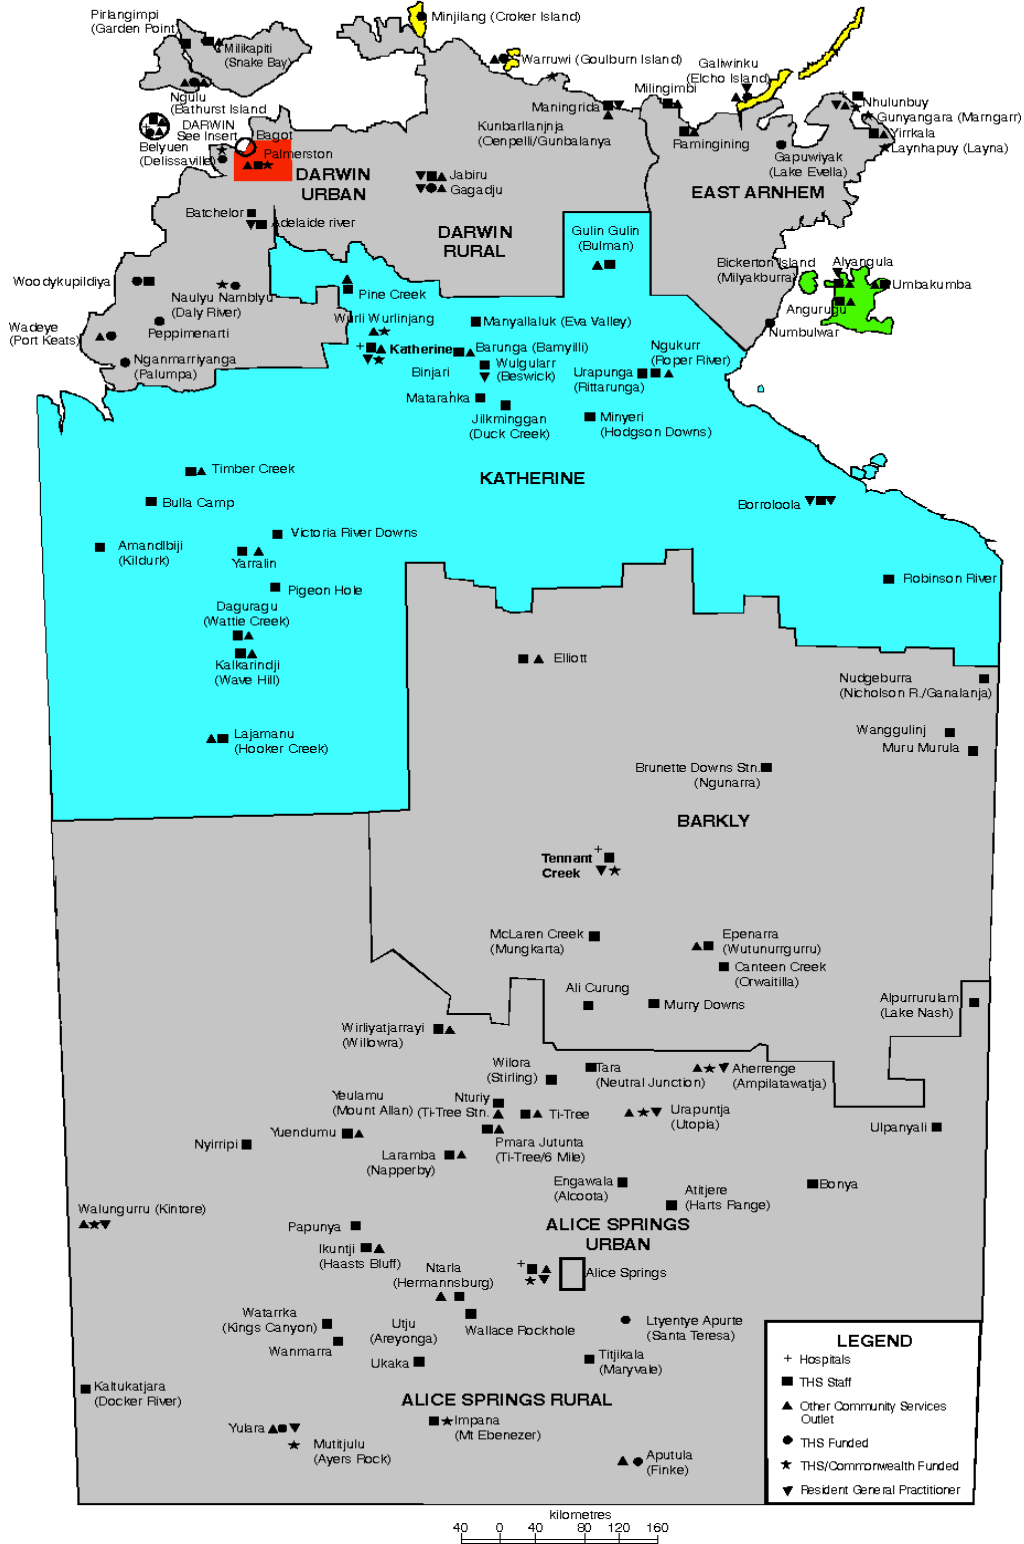 Pirlangimpi
(Garden Point)
Milikapiti
(Snake Bay)
Minjilang (Croker Island)
Warruwi (Goulburn Island)
Galiwinku
(Elcho Island)
Milingimbi
Ngulu
(Bathurst Island
Maningrida
Nhulunbuy
Gunyangara (Marngarr)
DARWIN
See Insert
Bagot
Kunbarllanjnja
(Oenpelli/Gunbalanya
Yirrkala
Ramingining
Laynhapuy (Layna)
Belyuen
(Delissaville)
Palmerston
Gapuwiyak
(Lake Evella)
DARWIN
URBAN
Jabiru
Gagadju
EAST ARNHEM
Batchelor
Adelaide river
DARWIN
RURAL
Gulin Gulin
(Bulman)
Bickerton Island
(Milyakburra)
Alyangula
Umbakumba
Angurugu
Numbulwar
Woodykupildiya
Naulyu Namblyu
(Daly River)
Pine Creek
Wadeye
(Port Keats)
Peppimenarti
Wurli Wurlinjang
Manyallaluk (Eva Valley)
Nganmarriyanga
(Palumpa)
Katherine
Barunga (Bamyilli)
Ngukurr
(Roper River)
Binjari
Wulgularr
(Beswick)
Urapunga
(Rittarunga)
Mataranka
Jilkminggan
(Duck Creek)
Minyeri
(Hodgson Downs)
Timber Creek
KATHERINE
Bulla Camp
Borroloola
Victoria River Downs
Amandlbiji
(Kildurk)
Yarralin
Robinson River
Pigeon Hole
Daguragu
(Wattie Creek)
Kalkarindji
(Wave Hill)
Elliott
Nudgeburra
(Nicholson R./Ganalanja)
Lajamanu
(Hooker Creek)
Wanggulinj
Muru Murula
Brunette Downs Stn.
(Ngunarra)
BARKLY
Tennant
Creek
McLaren Creek
(Mungkarta)
Epenarra
(Wutunurrgurru)
Canteen Creek
(Orwaitilla)
Ali Curung
Murry Downs
Alpurrurulam
(Lake Nash)
Wirliyatjarrayi
(Willowra)
Wilora
(Stirling)
Tara
(Neutral Junction)
Aherrenge
(Ampilatawatja)
Yeulamu
(Mount Allan)
Nturiy
(Ti-Tree Stn.
Ti-Tree
Urapuntja
(Utopia)
Ulpanyali
Yuendumu
Nyirripi
Pmara Jutunta
(Ti-Tree/6 Mile)
Laramba
(Napperby)
Engawala
(Alcoota)
Atitjere
(Harts Range)
Bonya
Walungurru (Kintore)
Papunya
ALICE SPRINGS
URBAN
Ikuntji
(Haasts Bluff)
Ntarla
(Hermannsburg)
Alice Springs
Watarrka
(Kings Canyon)
Utju
(Areyonga)
Wallace Rockhole
Ltyentye Apurte
(Santa Teresa)
Wanmarra
Ukaka
Titjikala
(Maryvale)
Kaltukatjara
(Docker River)
ALICE SPRINGS RURAL
Yulara
Impana
(Mt Ebenezer)
Mutitjulu
(Ayers Rock)
Aputula
(Finke)
LEGEND
Hospitals
THS Staff
Other Community Services
Outlet
THS Funded
THS/Commonwealth Funded
Resident General Practitioner
kilometres
40 0 40 80 120 160